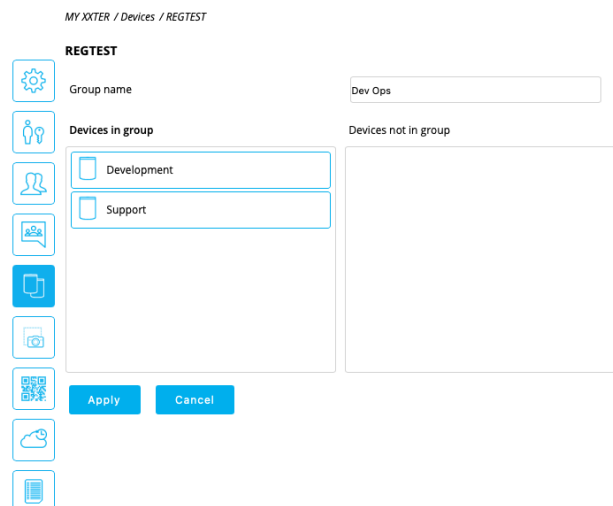 MY XXTER / Devices / REGTEST
REGTEST
Group name
Dev Ops
Devices in group
Devices not in group
Development
Support
Apply
Cancel